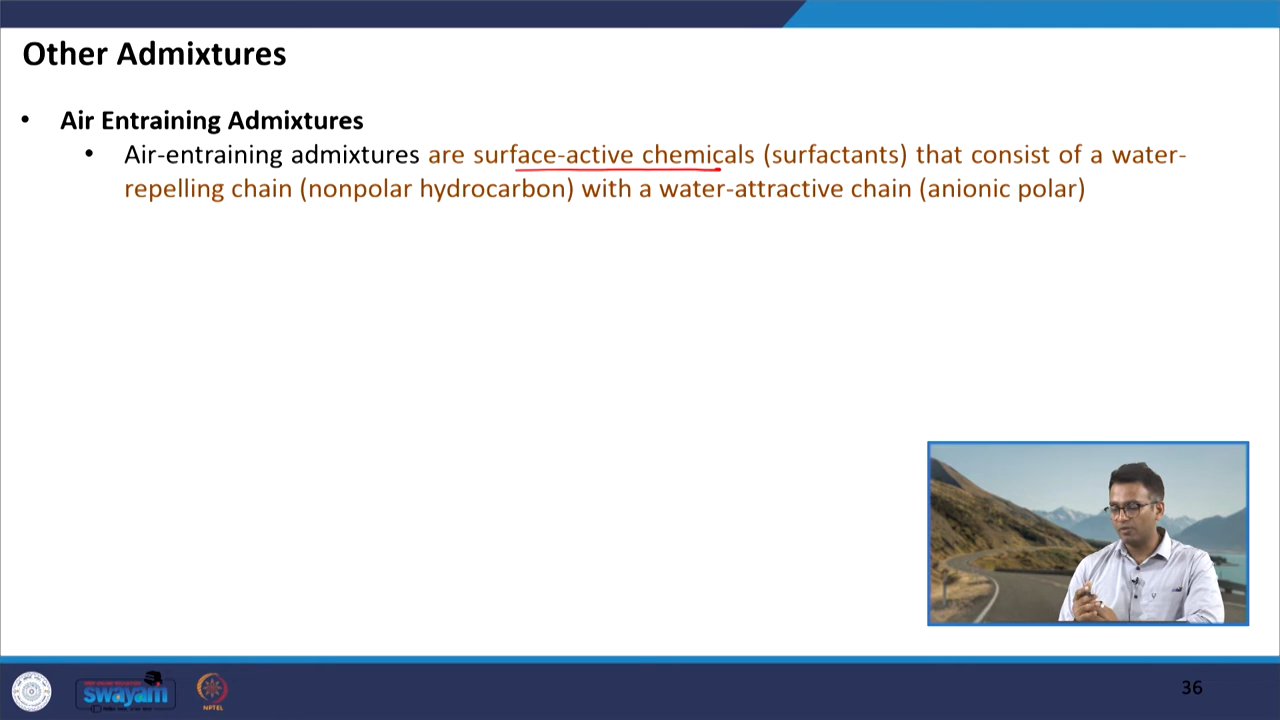 Other Admixtures
• Air Entraining Admixtures
• Air-entraining admixtures are surface-active chemicals (surfactants) that consist of a water-
repelling chain (nonpolar hydrocarbon) with a water-attractive chain (anionic polar)
swayam
NPTEL
36